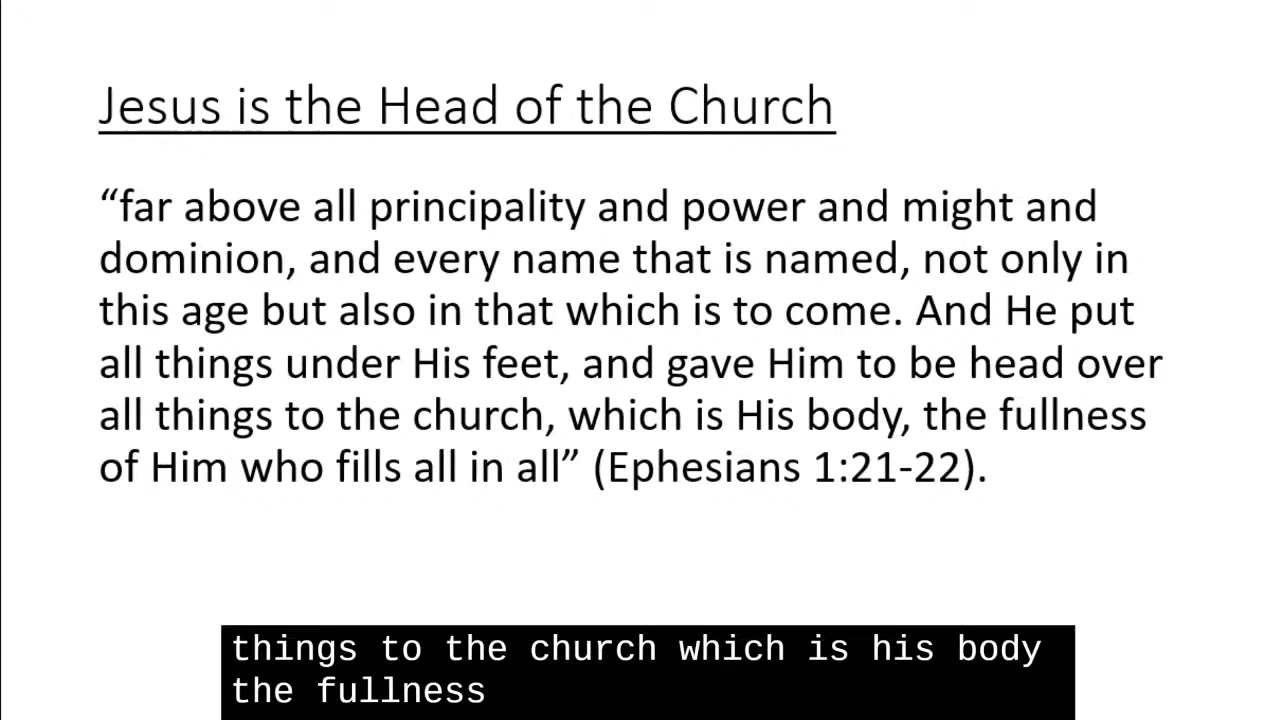 Jesus is the Head of the Church
“far above all principality and power and might and
dominion, and every name that is named, not only in
this age but also in that which is to come. And He put
all things under His feet, and gave Him to be head over
all things to the church, which is His body, the fullness
of Him who fills all in all” (Ephesians 1:21-22).
things to the church which is his body
the fullness